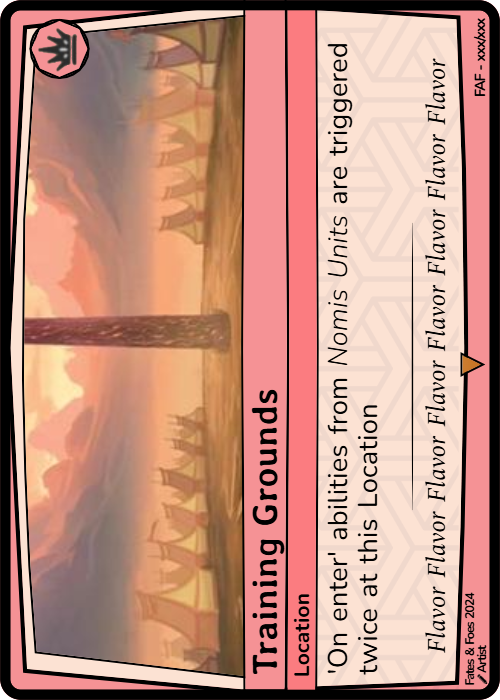 Training Grounds
Location
'On enter' abilities from Nomis Units are triggered
twice at this Location
Flavor Flavor Flavor Flavor Flavor Flavor Flavor Flavor
Fates & Foes 2024
Artist
FAF - xxx/xxx